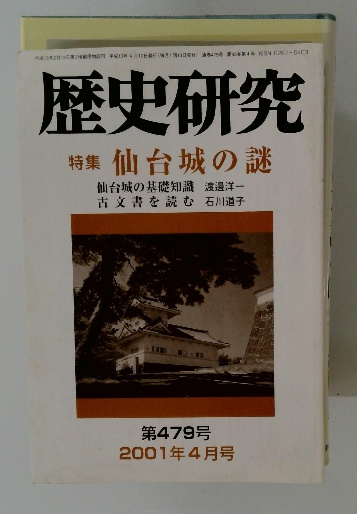 歴史研究
特集 仙台城の謎
仙台城の基礎知識 渡邉洋一
古文書を読む 石川道子
第479号
2001年4月号